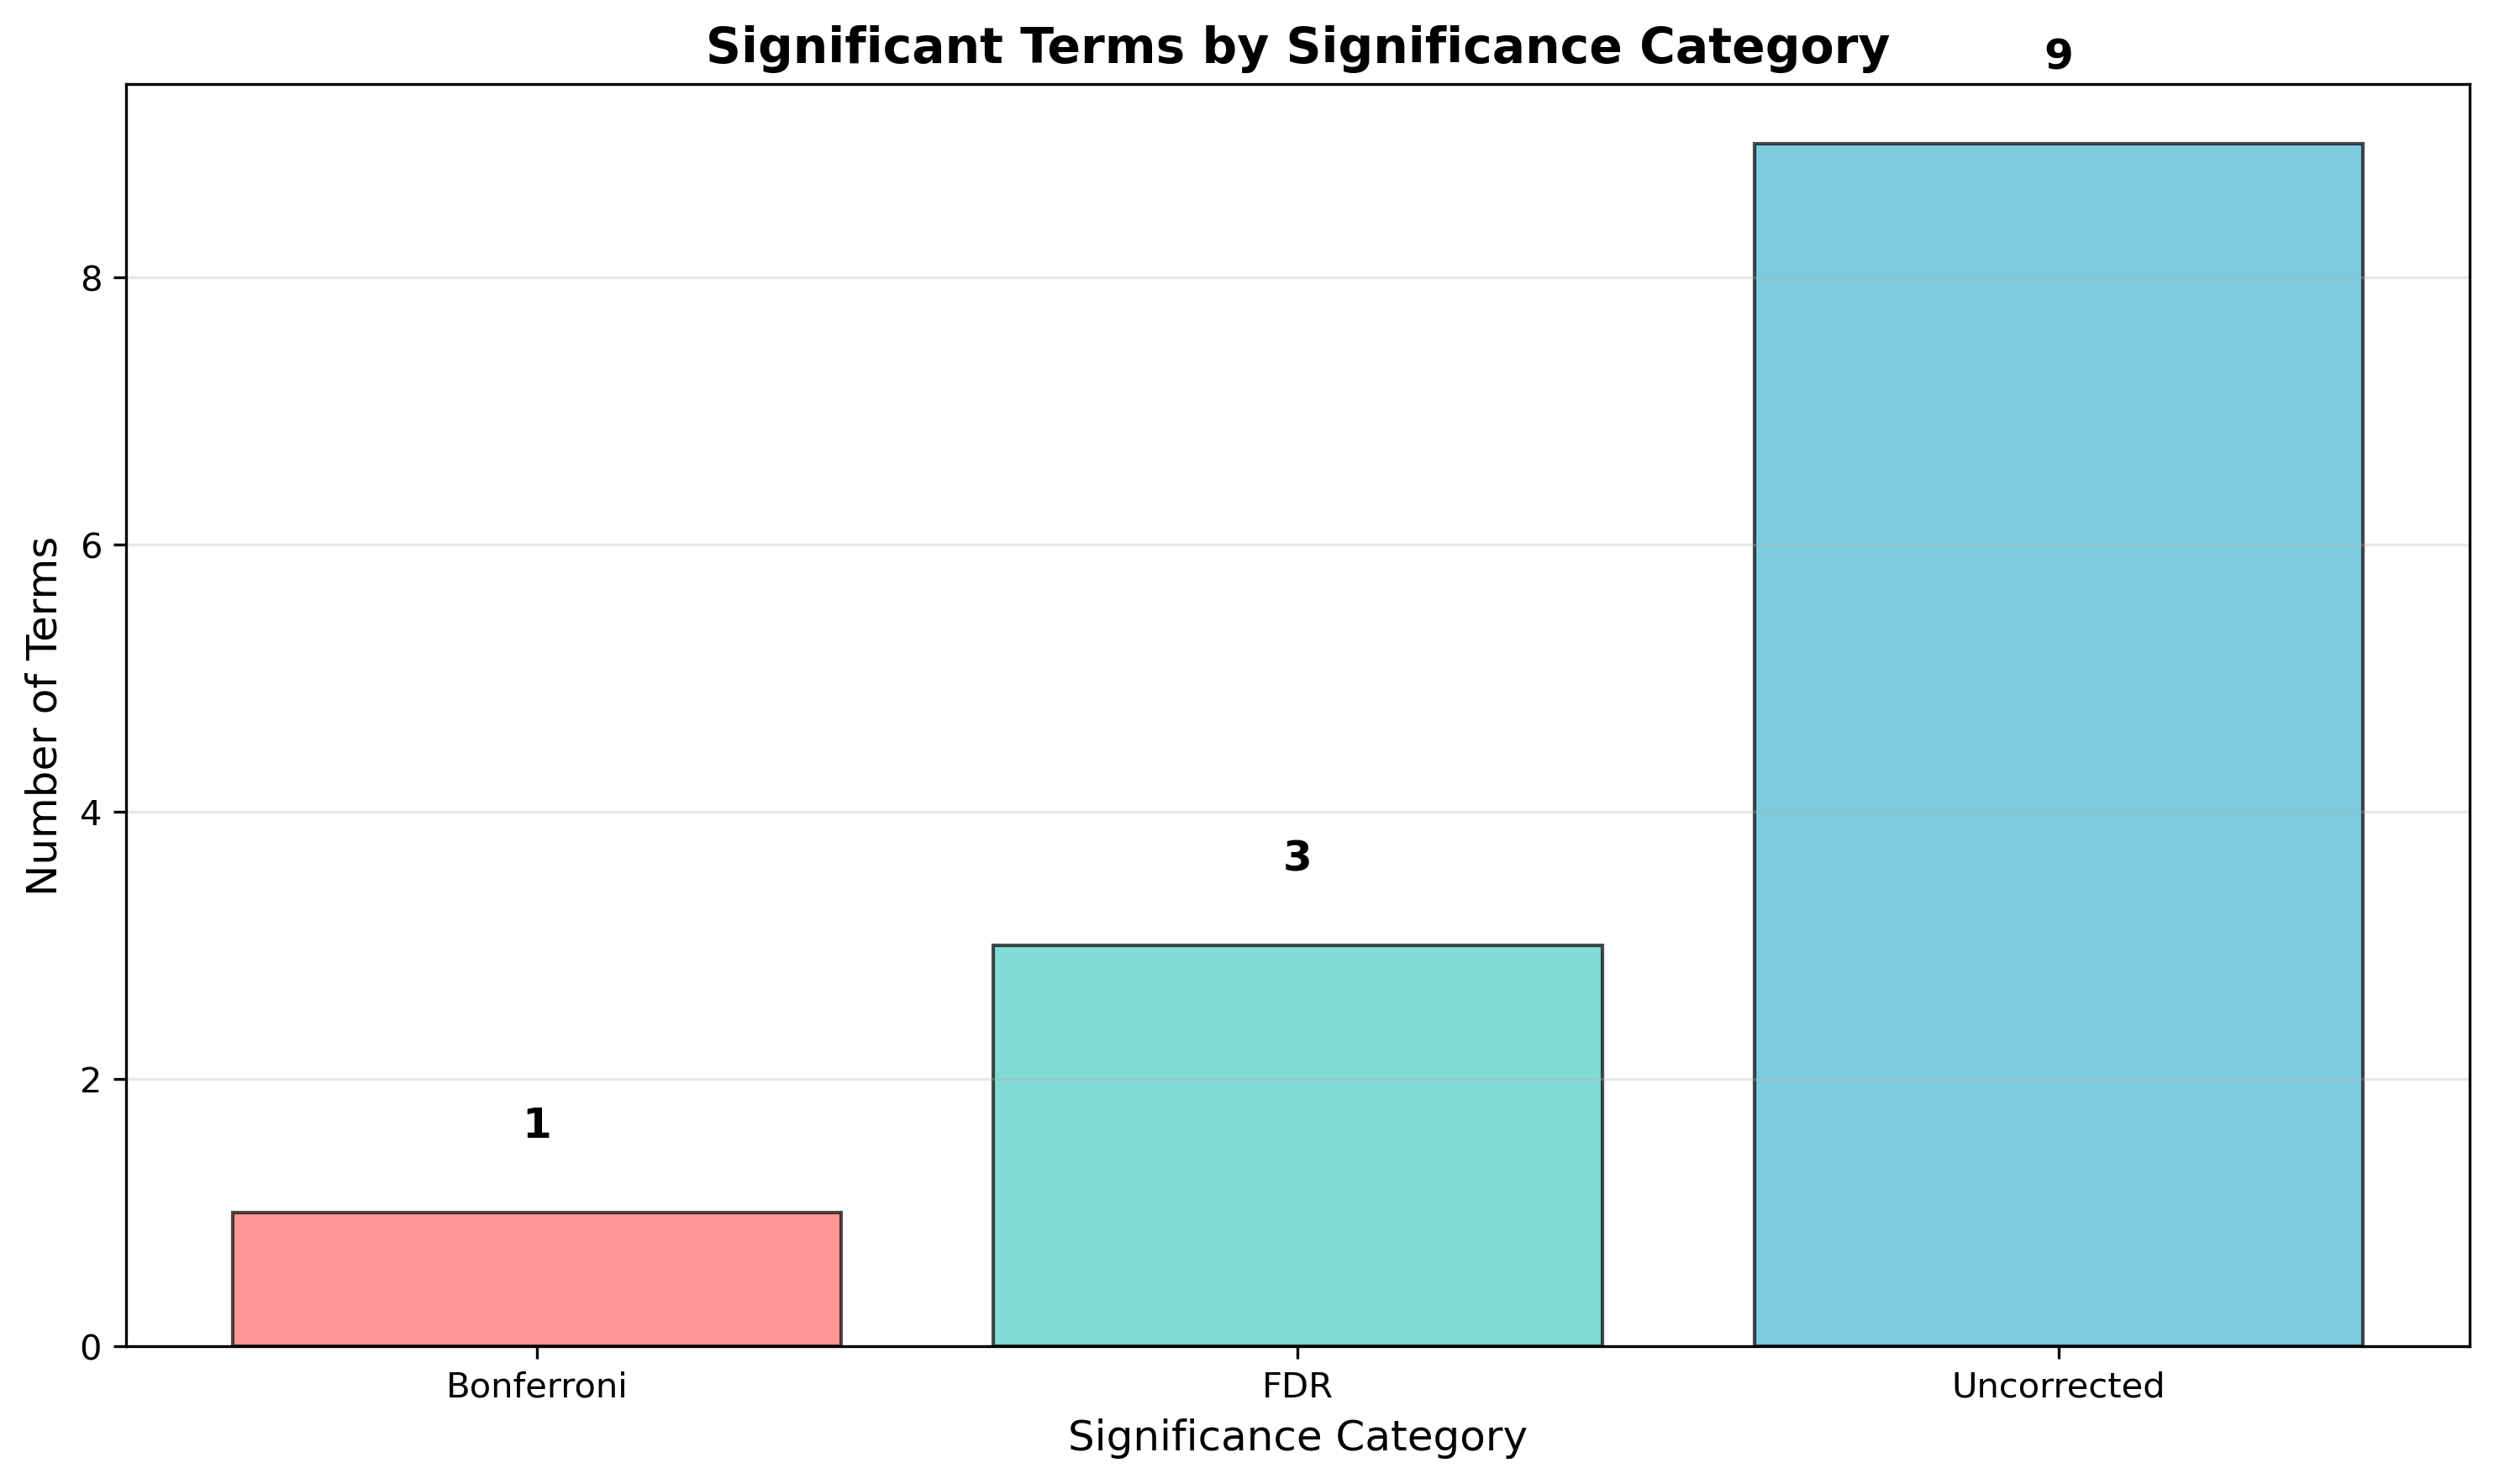 Significant Terms by Significance Category
9
8
6
4
2
0
Number of Terms
3
1
Bonferroni
FDR
Uncorrected
Significance Category